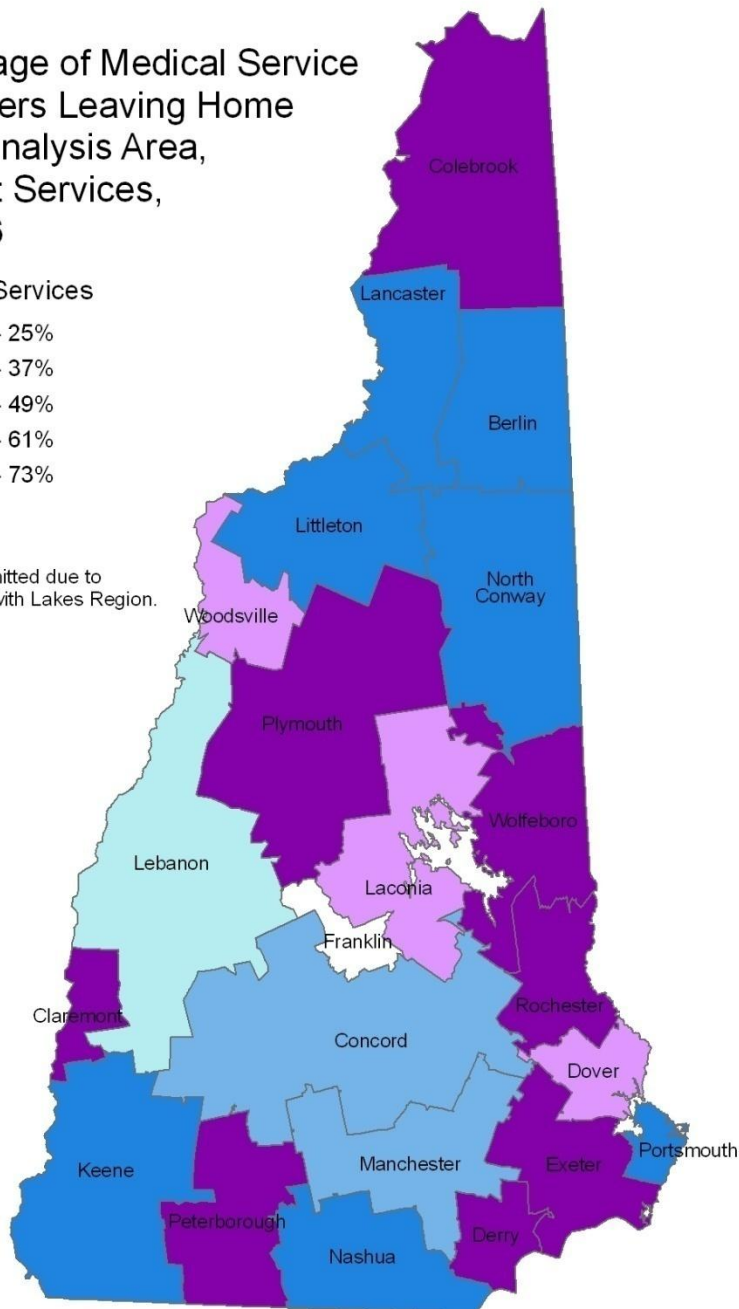 age of Medical Service
ers Leaving Home
nalysis Area,
t Services,
Services
- 25%
- 37%
- 49%
- 61%
- 73%
itted due to
with Lakes Region.
Colebrook
Lancaster
Berlin
Littleton
North
Conway
Woodsville
Plymouth
Wolfeboro
Lebanon
Laconia
Franklin
Claremont
Rochester
Concord
Dover
Keene
Manchester
Exeter
Portsmouth
Peterborough
Derry
Nashua